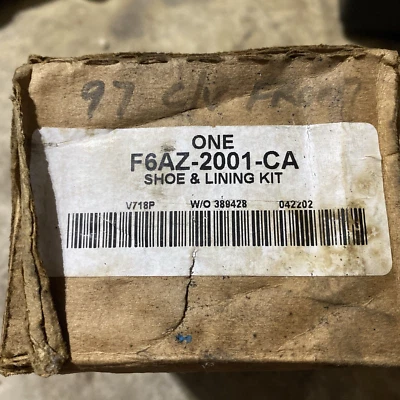 97 C/V FRONT
ONE
F6AZ-2001-CA
SHOE & LINING KIT
V718P W/O 389428 042202